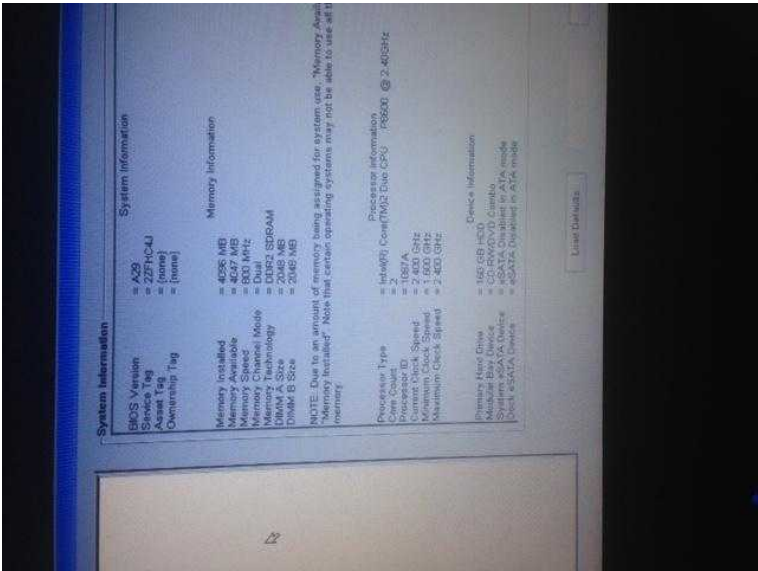 System Information
System Information
BIOS Version = A29
Service Tag = 2ZFHC4J
Asset Tag = (none)
Ownership Tag = (none)
Memory Information
Memory Installed = 4096 MB
Memory Available = 4047 MB
Memory Speed = 800 MHz
Memory Channel Mode = Dual
Memory Technology = DDR2 SDRAM
DIMM A Size = 2048 MB
DIMM B Size = 2048 MB
NOTE: Due to an amount of memory being assigned for system use, "Memory Avail
"Memory Installed". Note that certain operating systems may not be able to use all t
memory.
Processor Information
Processor Type = Intel(R) Core(TM)2 Duo CPU P8600 @ 2.40GHz
Core Count = 2
Processor ID = 1067A
Current Clock Speed = 2.400 GHz
Minimum Clock Speed = 1.600 GHz
Maximum Clock Speed = 2.400 GHz
Device Information
Primary Hard Drive = 160 GB HDD
Modular Bay Device = CD-RW/DVD Combo
System eSATA Device = eSATA Disabled in ATA mode
Dock eSATA Device = eSATA Disabled in ATA mode
Load Defaults